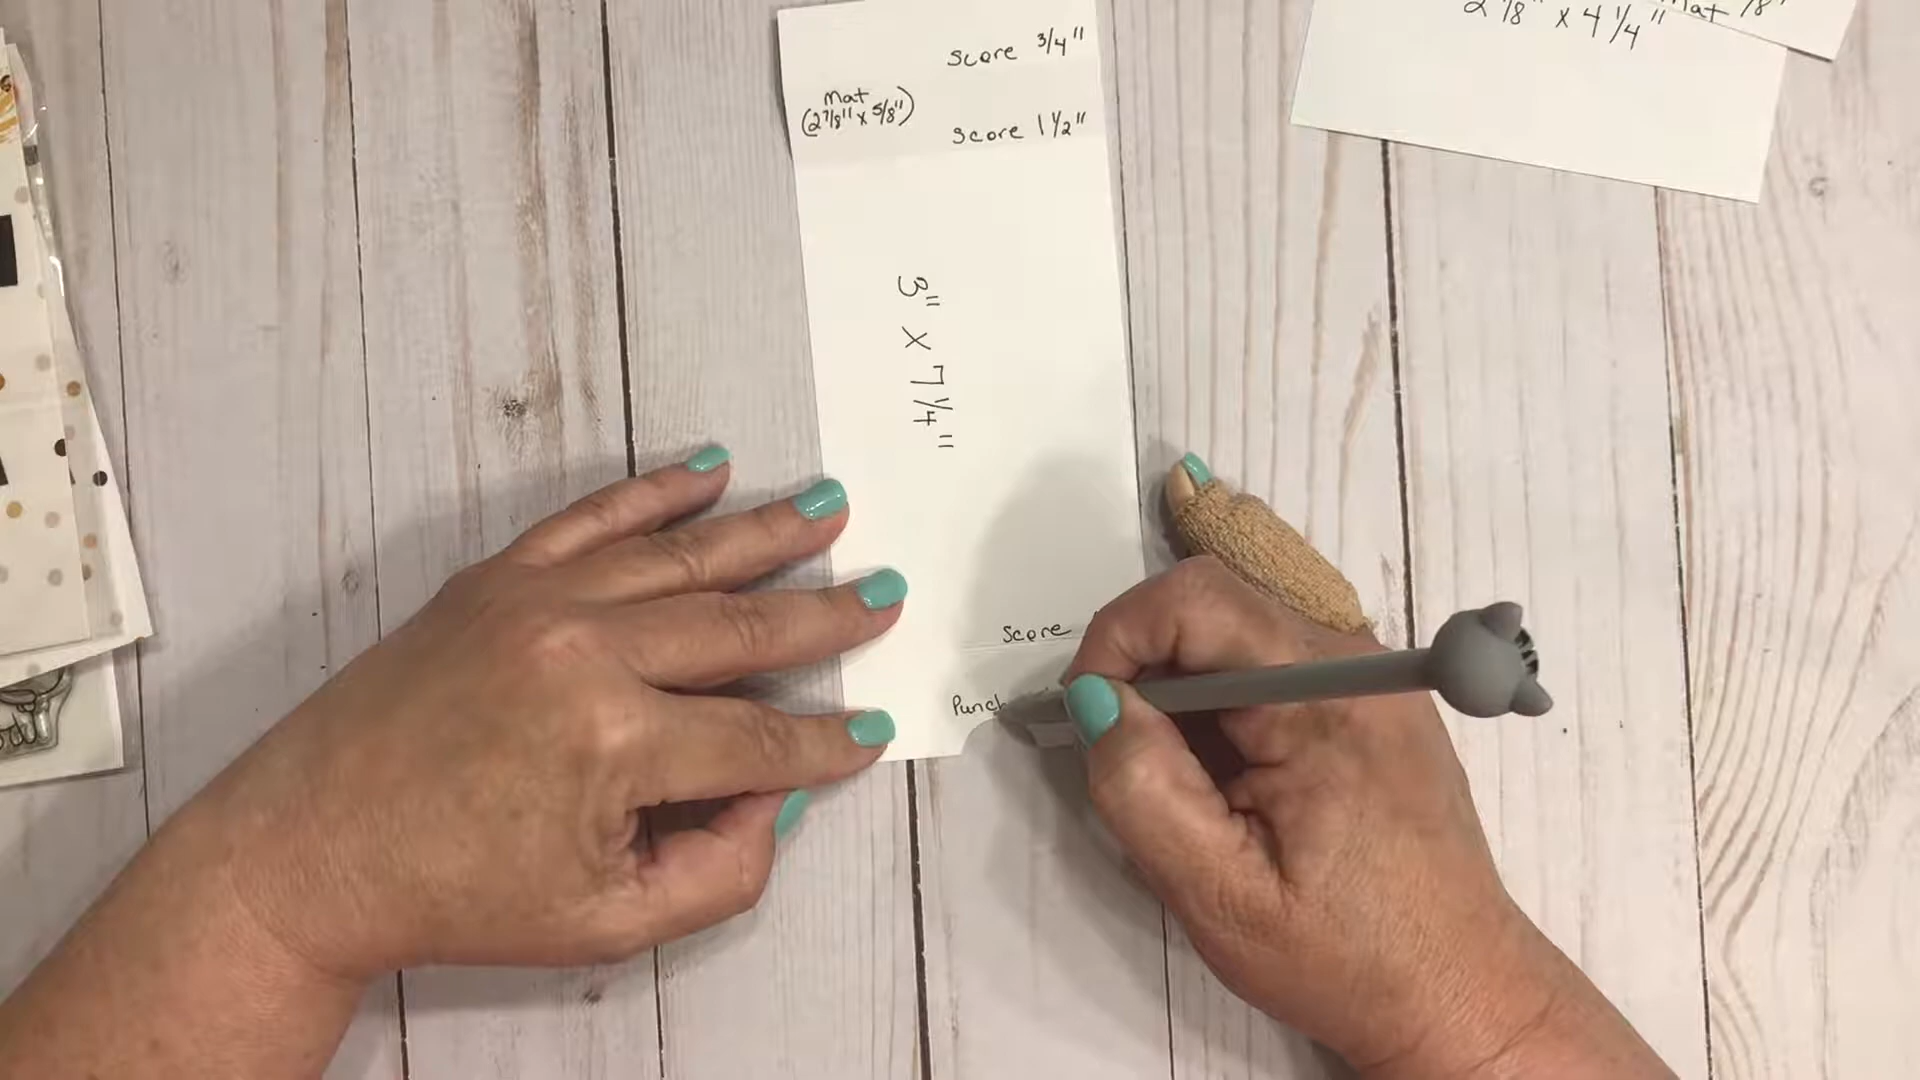 Score 3/4"
Mat
(2 7/8" x 5/8")
Score 1 1/2"
3" x 7 1/4"
Score
Punch
2 7/8" x 4 1/4"
Mat